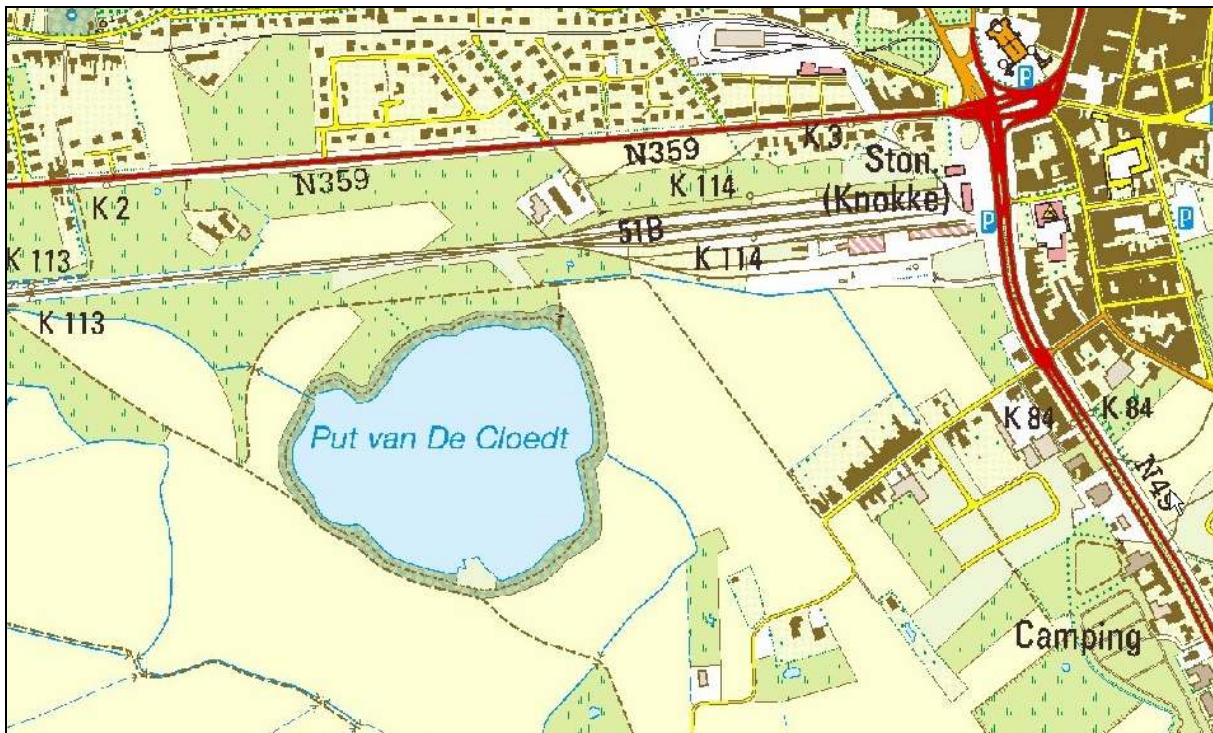 P
K 3
N359
N359
Ston.
(Knokke)
K 114
K 2
P
P
51B
K 113
K 114
K 113
K 84
K 84
Put van De Cloedt
N49
Camping